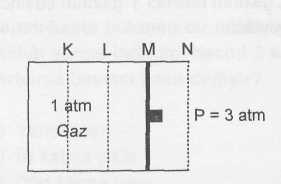 K L M N
1 atm
Gaz
P = 3 atm